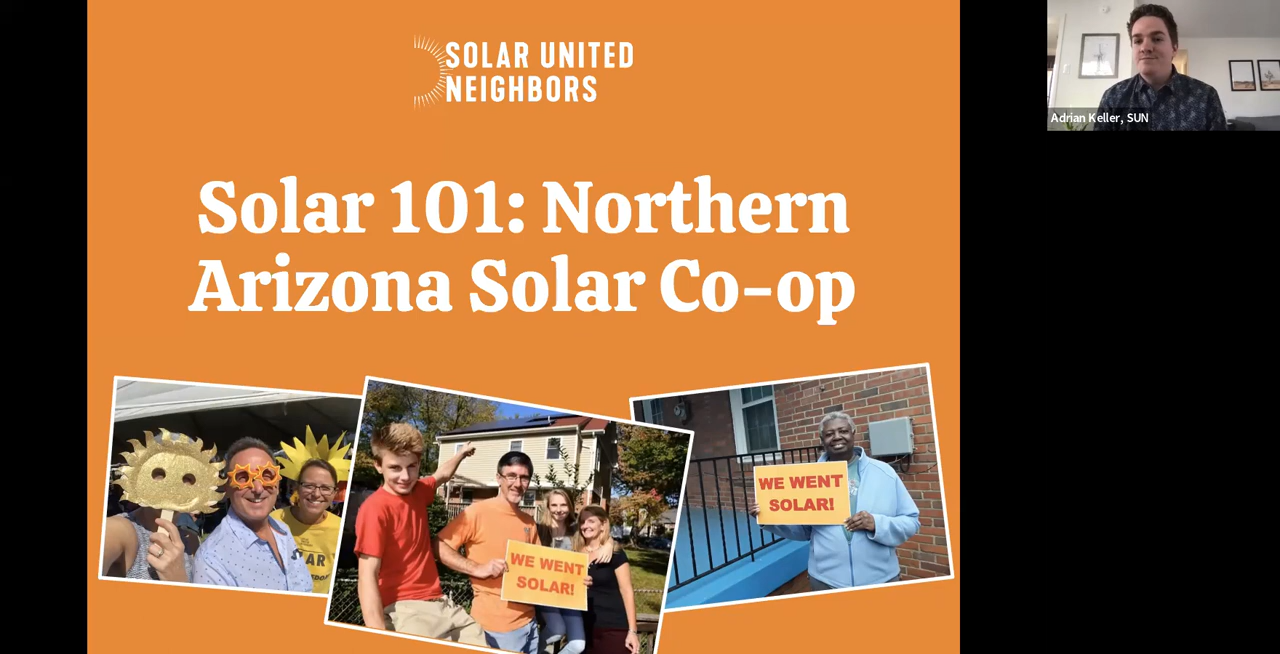 SOLAR UNITED
NEIGHBORS
Solar 101: Northern
Arizona Solar Co-op
Adrian Keller, SUN
WE WENT
SOLAR!
WE WENT
SOLAR!